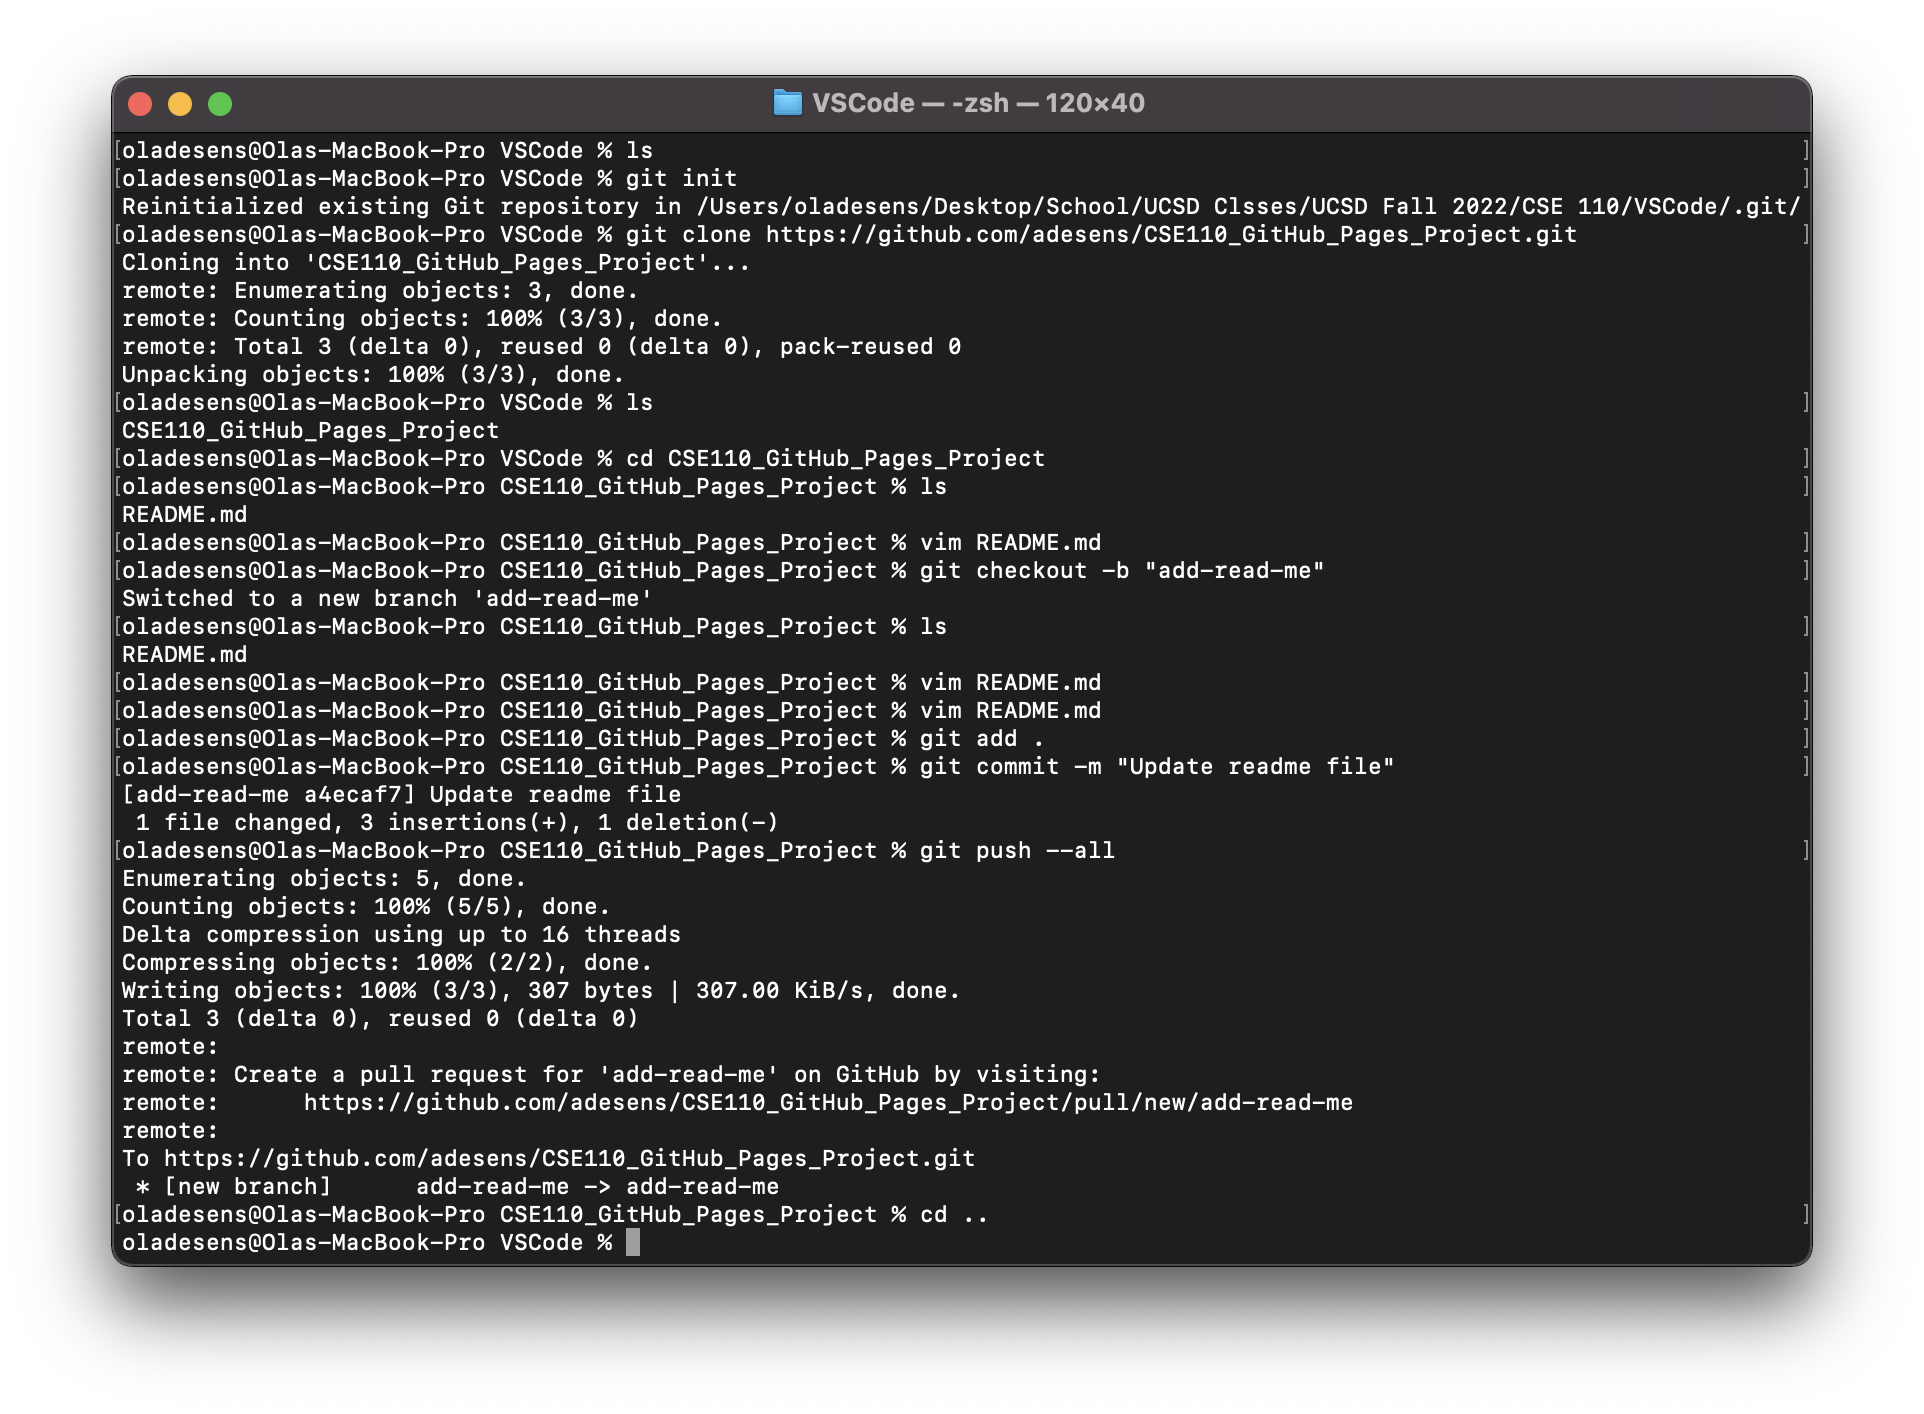 VSCode — -zsh — 120×40
[oladesens@Olas-MacBook-Pro VSCode % ls ]
[oladesens@Olas-MacBook-Pro VSCode % git init ]
Reinitialized existing Git repository in /Users/oladesens/Desktop/School/UCSD Clsses/UCSD Fall 2022/CSE 110/VSCode/.git/
[oladesens@Olas-MacBook-Pro VSCode % git clone https://github.com/adesens/CSE110_GitHub_Pages_Project.git ]
Cloning into 'CSE110_GitHub_Pages_Project'...
remote: Enumerating objects: 3, done.
remote: Counting objects: 100% (3/3), done.
remote: Total 3 (delta 0), reused 0 (delta 0), pack-reused 0
Unpacking objects: 100% (3/3), done.
[oladesens@Olas-MacBook-Pro VSCode % ls ]
CSE110_GitHub_Pages_Project
[oladesens@Olas-MacBook-Pro VSCode % cd CSE110_GitHub_Pages_Project ]
[oladesens@Olas-MacBook-Pro CSE110_GitHub_Pages_Project % ls ]
README.md
[oladesens@Olas-MacBook-Pro CSE110_GitHub_Pages_Project % vim README.md ]
[oladesens@Olas-MacBook-Pro CSE110_GitHub_Pages_Project % git checkout -b "add-read-me" ]
Switched to a new branch 'add-read-me'
[oladesens@Olas-MacBook-Pro CSE110_GitHub_Pages_Project % ls ]
README.md
[oladesens@Olas-MacBook-Pro CSE110_GitHub_Pages_Project % vim README.md ]
[oladesens@Olas-MacBook-Pro CSE110_GitHub_Pages_Project % vim README.md ]
[oladesens@Olas-MacBook-Pro CSE110_GitHub_Pages_Project % git add . ]
[oladesens@Olas-MacBook-Pro CSE110_GitHub_Pages_Project % git commit -m "Update readme file" ]
[add-read-me a4ecaf7] Update readme file
 1 file changed, 3 insertions(+), 1 deletion(-)
[oladesens@Olas-MacBook-Pro CSE110_GitHub_Pages_Project % git push --all ]
Enumerating objects: 5, done.
Counting objects: 100% (5/5), done.
Delta compression using up to 16 threads
Compressing objects: 100% (2/2), done.
Writing objects: 100% (3/3), 307 bytes | 307.00 KiB/s, done.
Total 3 (delta 0), reused 0 (delta 0)
remote:
remote: Create a pull request for 'add-read-me' on GitHub by visiting:
remote:      https://github.com/adesens/CSE110_GitHub_Pages_Project/pull/new/add-read-me
remote:
To https://github.com/adesens/CSE110_GitHub_Pages_Project.git
 * [new branch]      add-read-me -> add-read-me
[oladesens@Olas-MacBook-Pro CSE110_GitHub_Pages_Project % cd .. ]
oladesens@Olas-MacBook-Pro VSCode %